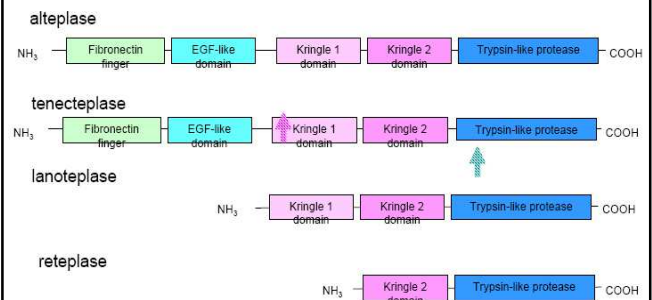 alteplase
NH3 Fibronectin EGF-like Kringle 1 Kringle 2 Trypsin-like protease COOH
finger domain domain domain
tenecteplase
NH3 Fibronectin EGF-like Kringle 1 Kringle 2 Trypsin-like protease COOH
finger domain domain domain
lanoteplase
NH3 Kringle 1 Kringle 2 Trypsin-like protease COOH
domain domain
reteplase
NH3 Kringle 2 Trypsin-like protease COOH
domain